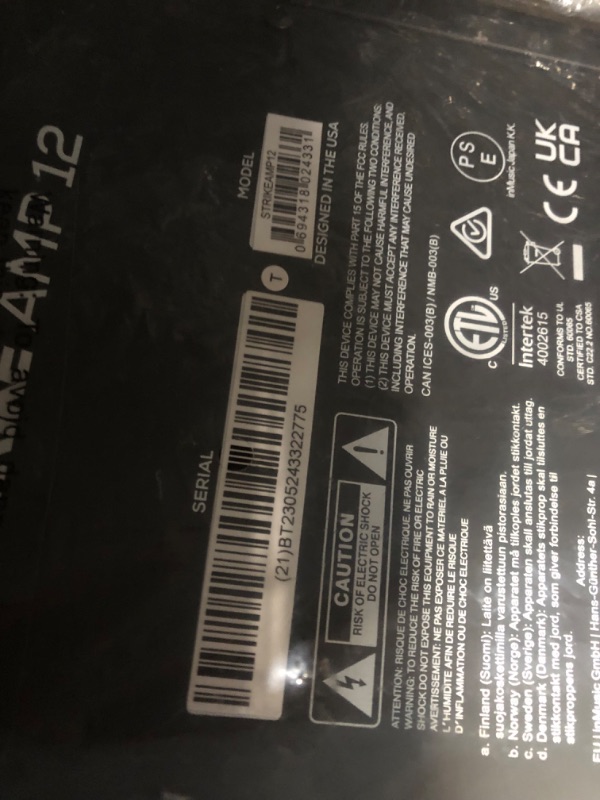 AMP 12
SERIAL
(21)BT2305243322775
T
MODEL
STRIKEAMP12
0 694318 024331
DESIGNED IN THE USA
CAUTION
RISK OF ELECTRIC SHOCK
DO NOT OPEN
ATTENTION: RISQUE DE CHOC ELECTRIQUE. NE PAS OUVRIR
WARNING: TO REDUCE THE RISK OF FIRE OR ELECTRIC
SHOCK DO NOT EXPOSE THIS EQUIPMENT TO RAIN OR MOISTURE
AVERTISSEMENT: NE PAS EXPOSER CE MATERIEL A LA PLUIE OU
L'HUMIDITE AFIN DE REDUIRE LE RISQUE
D'INFLAMMATION OU DE CHOC ELECTRIQUE
THIS DEVICE COMPLIES WITH PART 15 OF THE FCC RULES.
OPERATION IS SUBJECT TO THE FOLLOWING TWO CONDITIONS:
(1) THIS DEVICE MAY NOT CAUSE HARMFUL INTERFERENCE, AND
(2) THIS DEVICE MUST ACCEPT ANY INTERFERENCE RECEIVED,
INCLUDING INTERFERENCE THAT MAY CAUSE UNDESIRED
OPERATION.
CAN ICES-003(B) / NMB-003(B)
C ETL LISTED US
Intertek
4002615
CONFORMS TO UL
STD. 60065
CERTIFIED TO CSA
STD. C22.2 NO.60065
PS
E
inMusic Japan KK
CE
UK
CA
a. Finland (Suomi): Laite on liitettävä
suojakoskettimilla varustettuun pistorasiaan.
b. Norway (Norge): Apparatet må tilkoples jordet stikkontakt.
c. Sweden (Sverige): Apparaten skall anslutas till jordat uttag.
d. Denmark (Danmark): Apparatets stikprop skal tilsluttes en
stikkontakt med jord, som giver forbindelse til
stikproppens jord.
Address:
EU | inMusic GmbH | Hans-Günther-Sohl-Str. 4a |